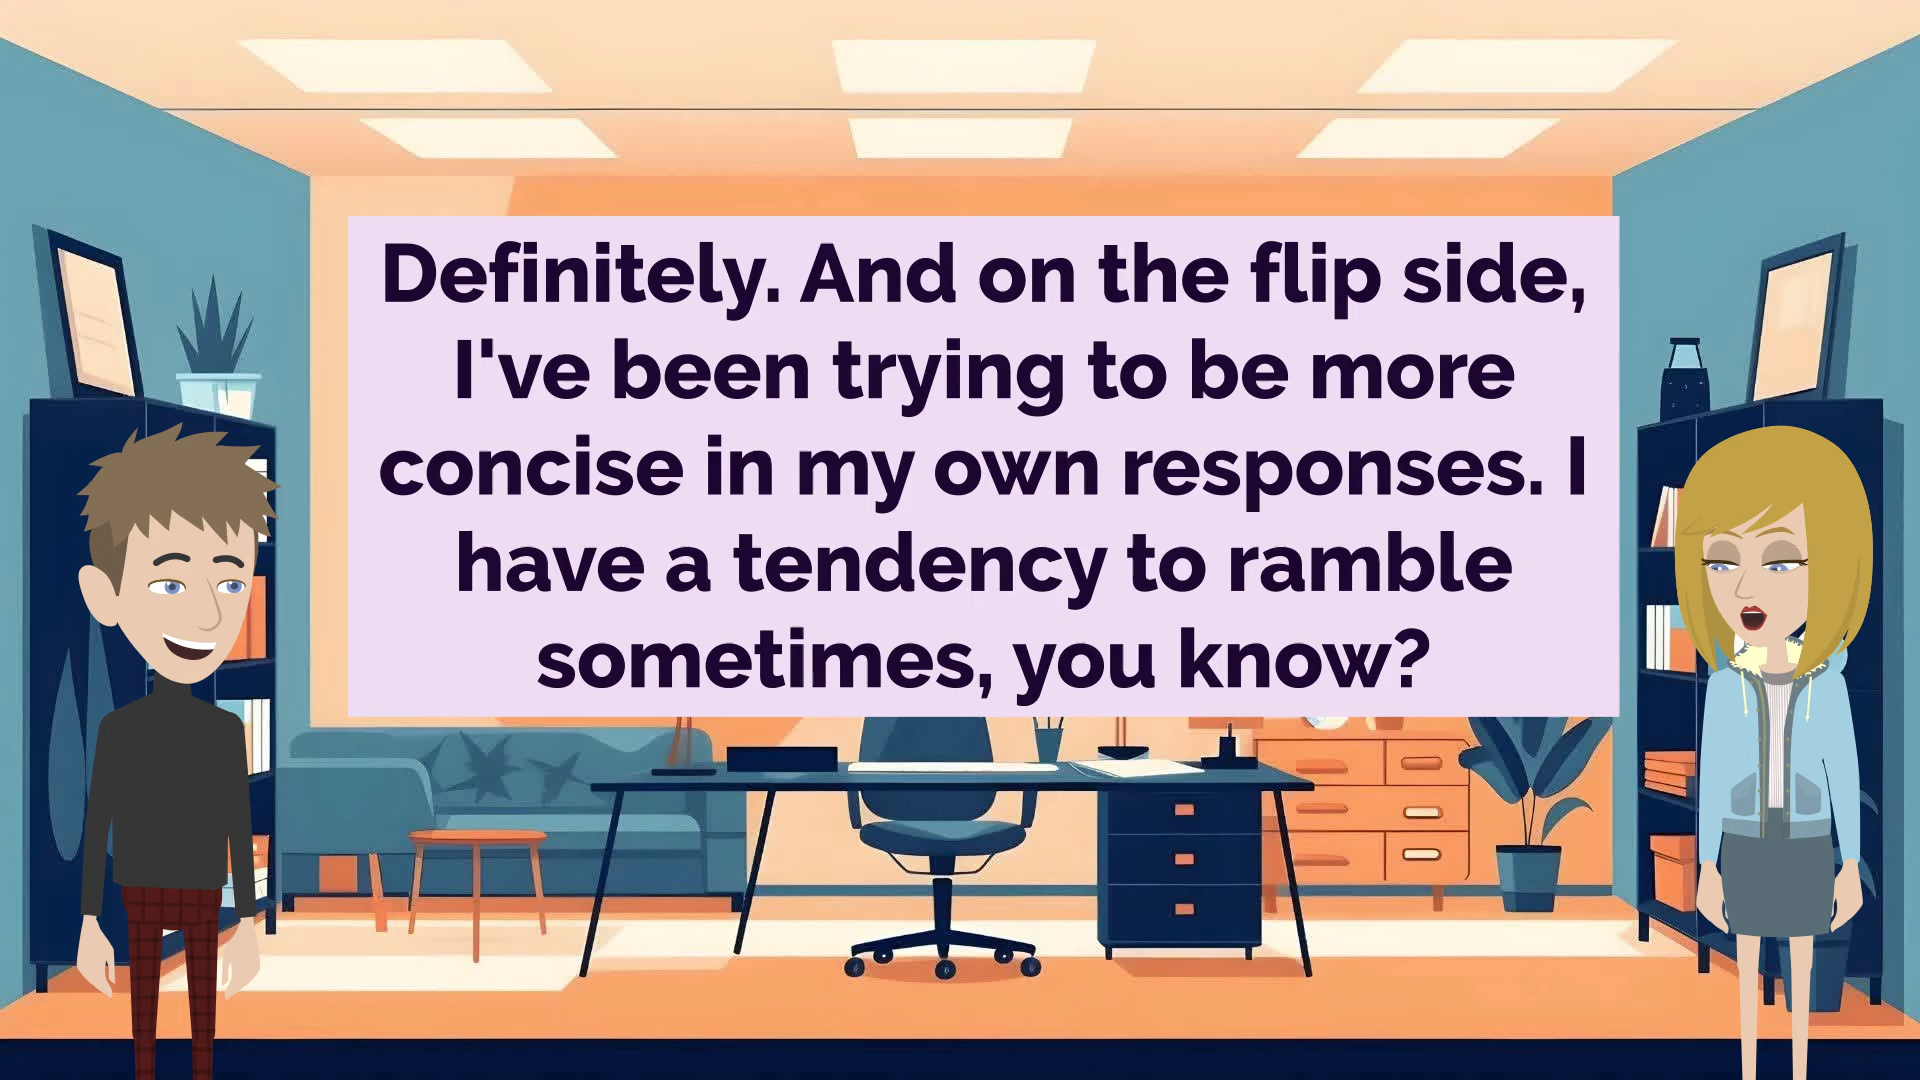 Definitely. And on the flip side,
I've been trying to be more
concise in my own responses. I
have a tendency to ramble
sometimes, you know?